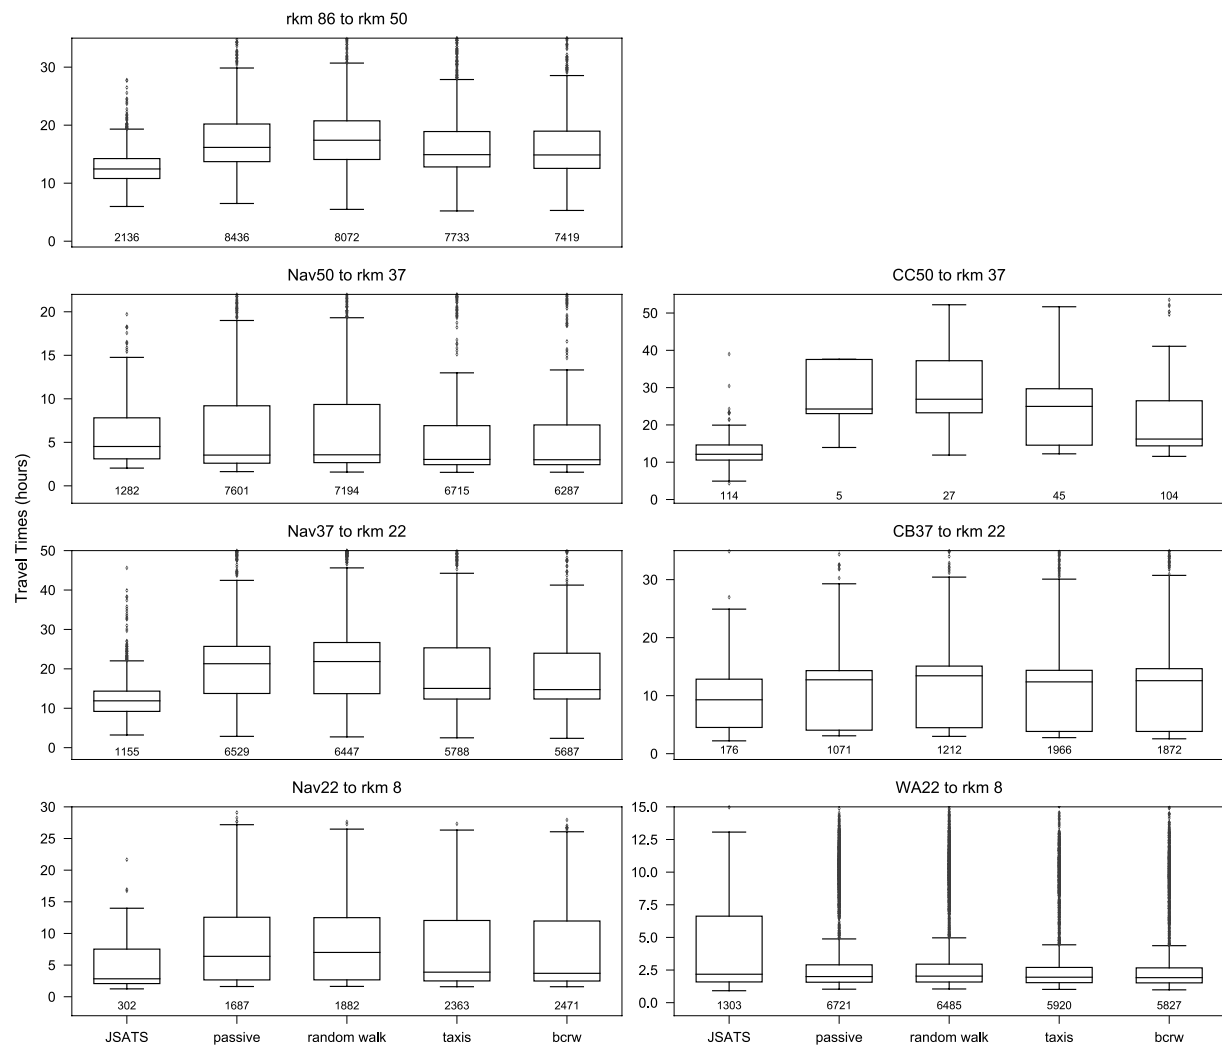 rkm 86 to rkm 50
30
20
10
0
2136 8436 8072 7733 7419
Nav50 to rkm 37
20
15
10
5
0
1282 7601 7194 6715 6287
CC50 to rkm 37
50
40
30
20
10
0
114 5 27 45 104
Travel Times (hours)
Nav37 to rkm 22
50
40
30
20
10
0
1155 6529 6447 5788 5687
CB37 to rkm 22
30
20
10
0
176 1071 1212 1966 1872
Nav22 to rkm 8
30
25
20
15
10
5
0
302 1687 1882 2363 2471
JSATS passive random walk taxis bcrw
WA22 to rkm 8
15.0
12.5
10.0
7.5
5.0
2.5
0.0
1303 6721 6485 5920 5827
JSATS passive random walk taxis bcrw